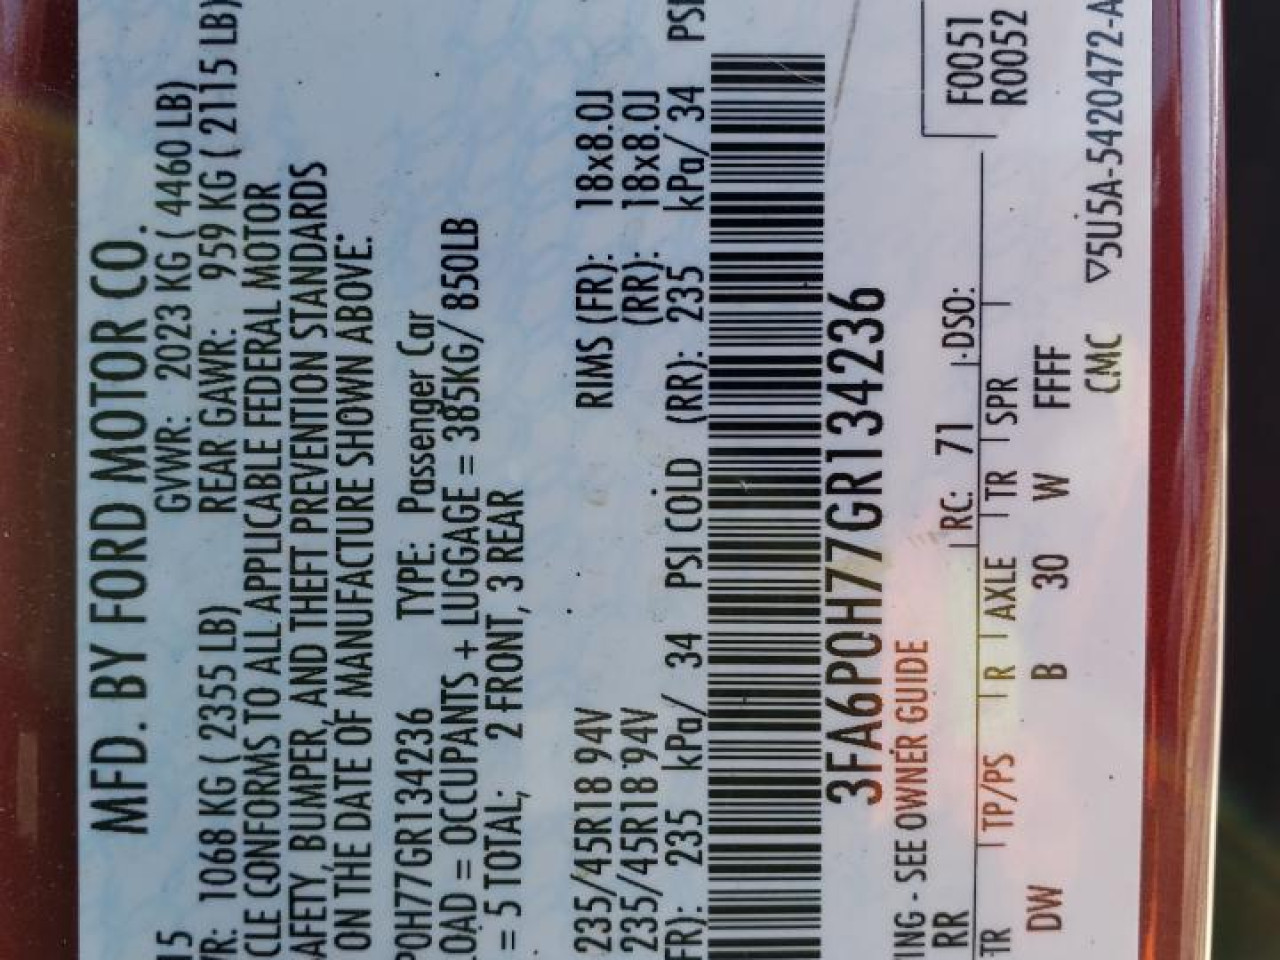 MFD. BY FORD MOTOR CO.
15 GVWR: 2023 KG ( 4460 LB)
WR: 1068 KG ( 2355 LB) REAR GAWR: 959 KG ( 2115 LB)
CLE CONFORMS TO ALL APPLICABLE FEDERAL MOTOR
AFETY, BUMPER, AND THEFT PREVENTION STANDARDS
ON THE DATE OF MANUFACTURE SHOWN ABOVE.
P0H77GR134236 TYPE: Passenger Car
OAD = OCCUPANTS + LUGGAGE = 385KG/ 850LB
= 5 TOTAL; 2 FRONT, 3 REAR
235/45R18 94V RIMS (FR): 18x8.0J
235/45R18 94V (RR): 18x8.0J
FR): 235 kPa/ 34 PSI COLD (RR): 235 kPa/ 34 PSI
3FA6P0H77GR134236
ING - SEE OWNER GUIDE
RR RC: 71 DSO: F0051
TR TP/PS R AXLE TR SPR R0052
DW B 30 W FFFF
CMC ▽5U5A-5420472-A